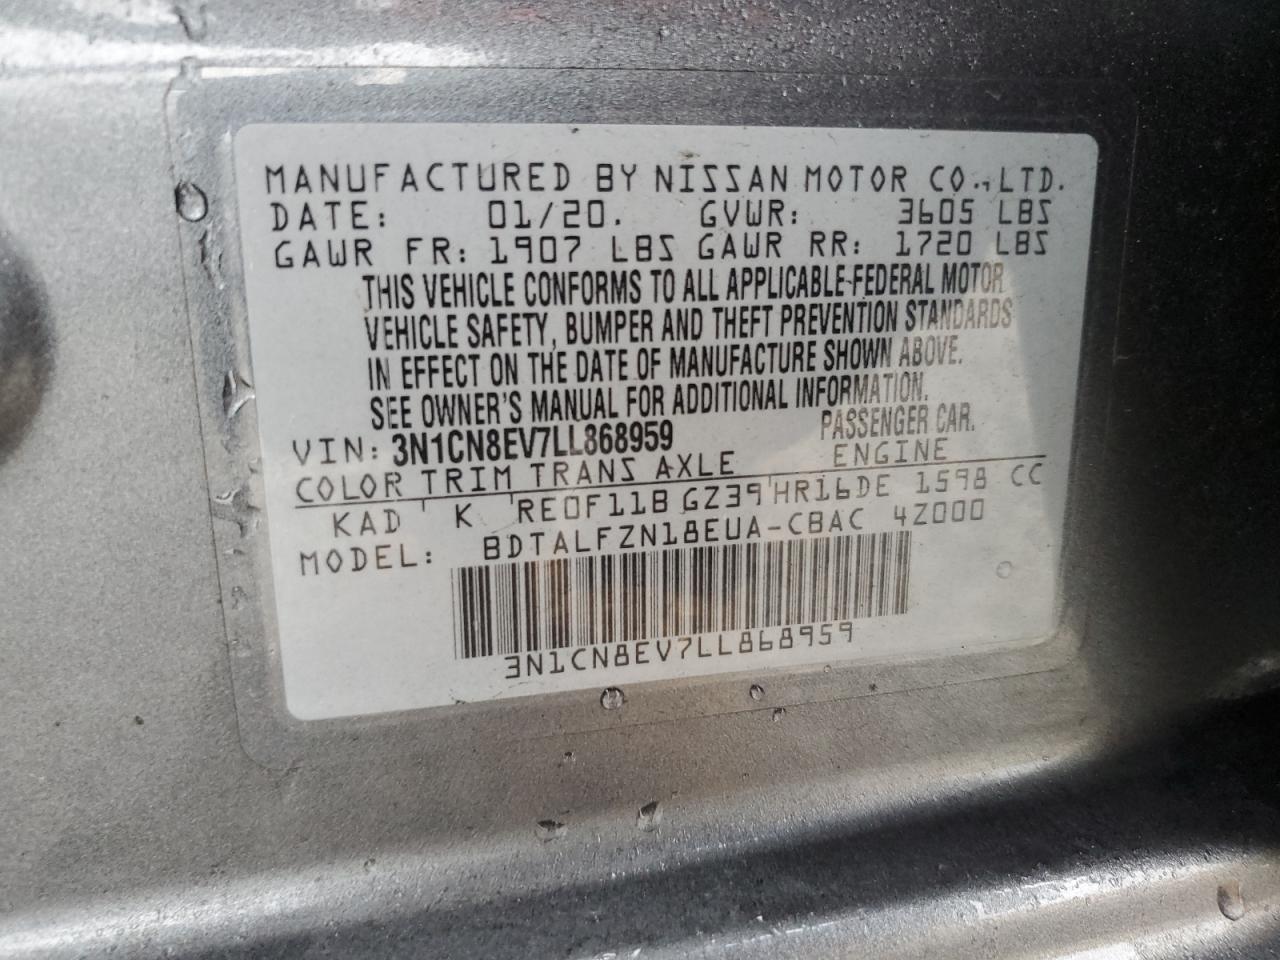 MANUFACTURED BY NISSAN MOTOR CO., LTD.
DATE: 01/20. GVWR: 3605 LBS
GAWR FR: 1907 LBS GAWR RR: 1720 LBS
THIS VEHICLE CONFORMS TO ALL APPLICABLE FEDERAL MOTOR
VEHICLE SAFETY, BUMPER AND THEFT PREVENTION STANDARDS
IN EFFECT ON THE DATE OF MANUFACTURE SHOWN ABOVE.
SEE OWNER'S MANUAL FOR ADDITIONAL INFORMATION.
VIN: 3N1CN8EV7LL868959 PASSENGER CAR.
COLOR TRIM TRANS AXLE ENGINE
KAD K RE0F11B GZ39 HR16DE 1598 CC
MODEL: BDTALFZN18EUA-CBAC 4Z000
3N1CN8EV7LL868959